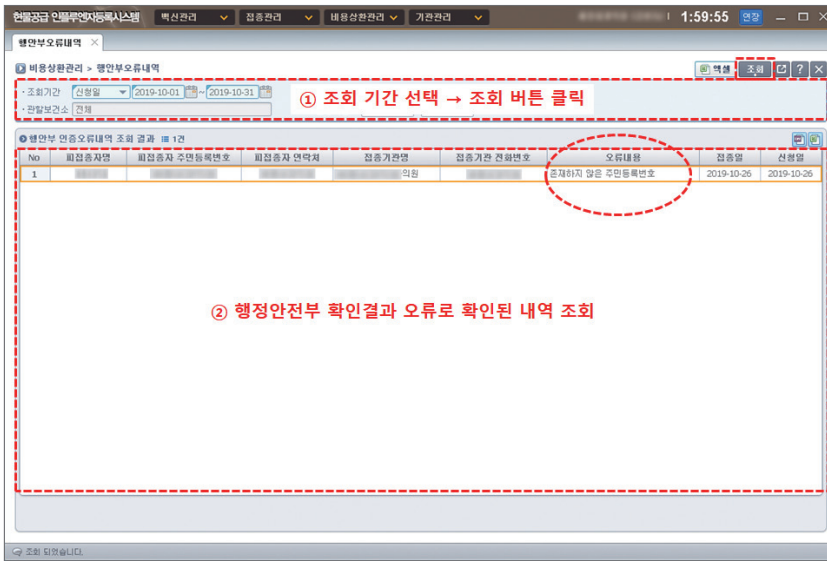 현물공급 인플루엔자등록시스템 백신관리 접종관리 비용상환관리 기관관리 1:59:55 연장
행안부오류내역
비용상환관리 > 행안부오류내역 엑셀 조회
조회기간 신청일 2019-10-01 ~ 2019-10-31
① 조회 기간 선택 → 조회 버튼 클릭
관할보건소 전체
행안부 인증오류내역 조회 결과 1건
No 피접종자명 피접종자 주민등록번호 피접종자 연락처 접종기관명 접종기관 전화번호 오류내용 접종일 신청일
1 의원 존재하지 않은 주민등록번호 2019-10-26 2019-10-26
② 행정안전부 확인결과 오류로 확인된 내역 조회
조회 되었습니다.